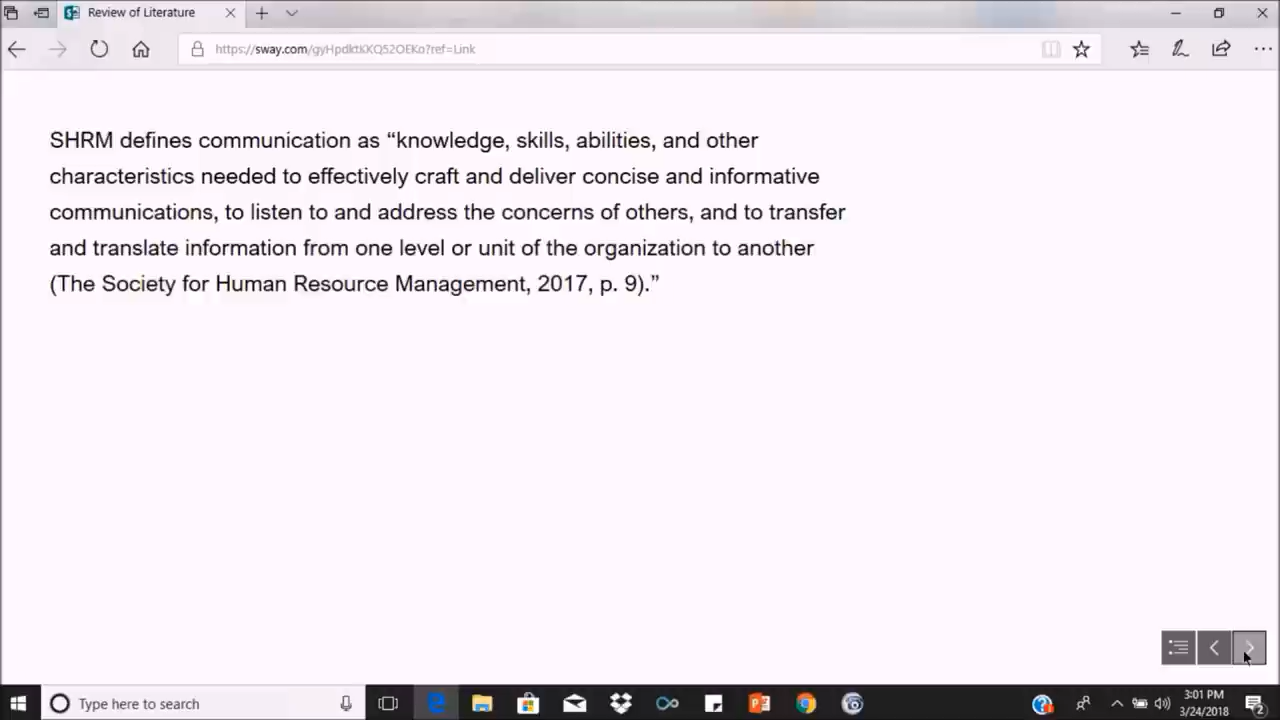 Review of Literature
https://sway.com/gyHpdktkKQ52OEKo?ref=Link
SHRM defines communication as “knowledge, skills, abilities, and other
characteristics needed to effectively craft and deliver concise and informative
communications, to listen to and address the concerns of others, and to transfer
and translate information from one level or unit of the organization to another
(The Society for Human Resource Management, 2017, p. 9).”
Type here to search
3:01 PM
3/24/2018
2